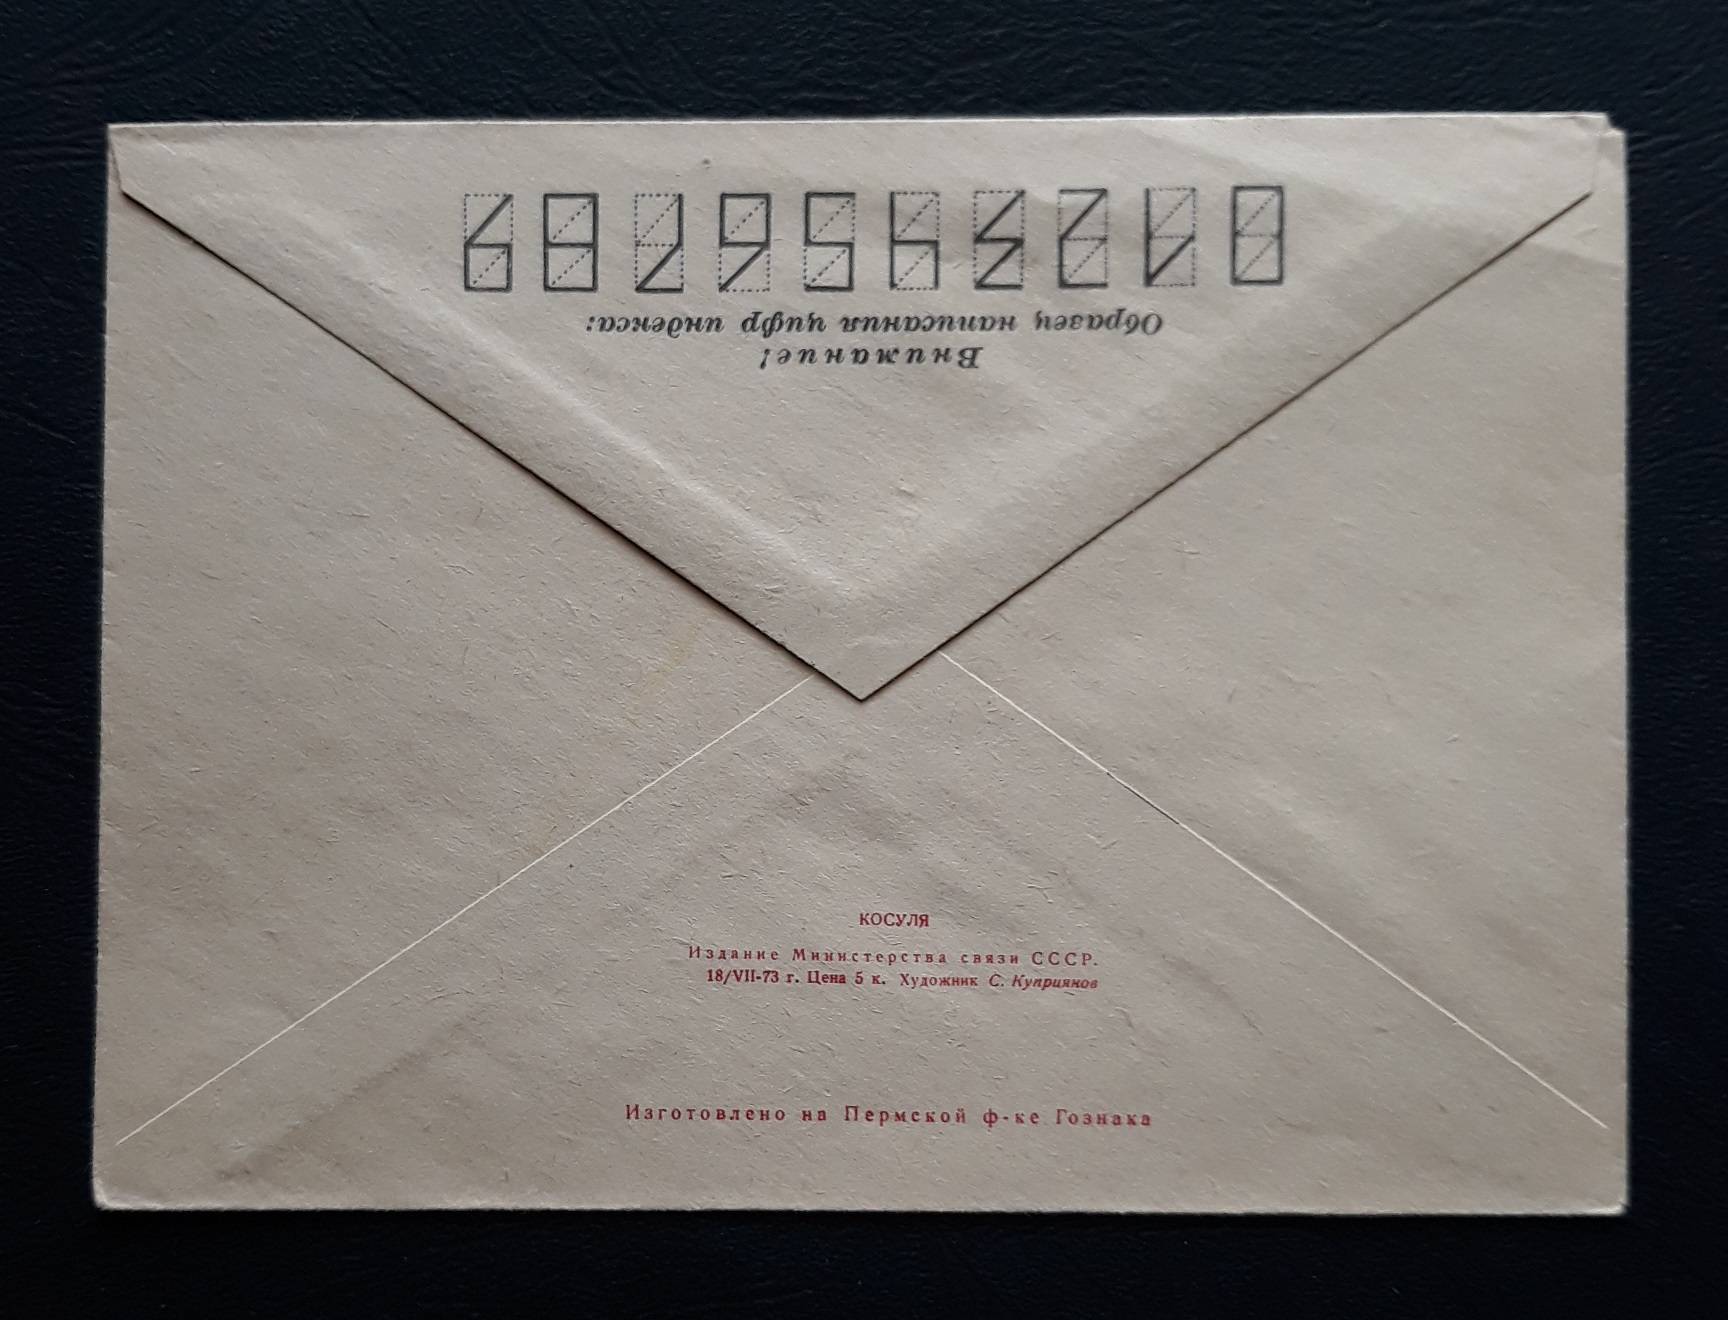 Внимание!
Образец написания цифр индекса:
0123456789
КОСУЛЯ
Издание Министерства связи СССР.
18/VII-73 г. Цена 5 к. Художник С. Куприянов
Изготовлено на Пермской ф-ке Гознака